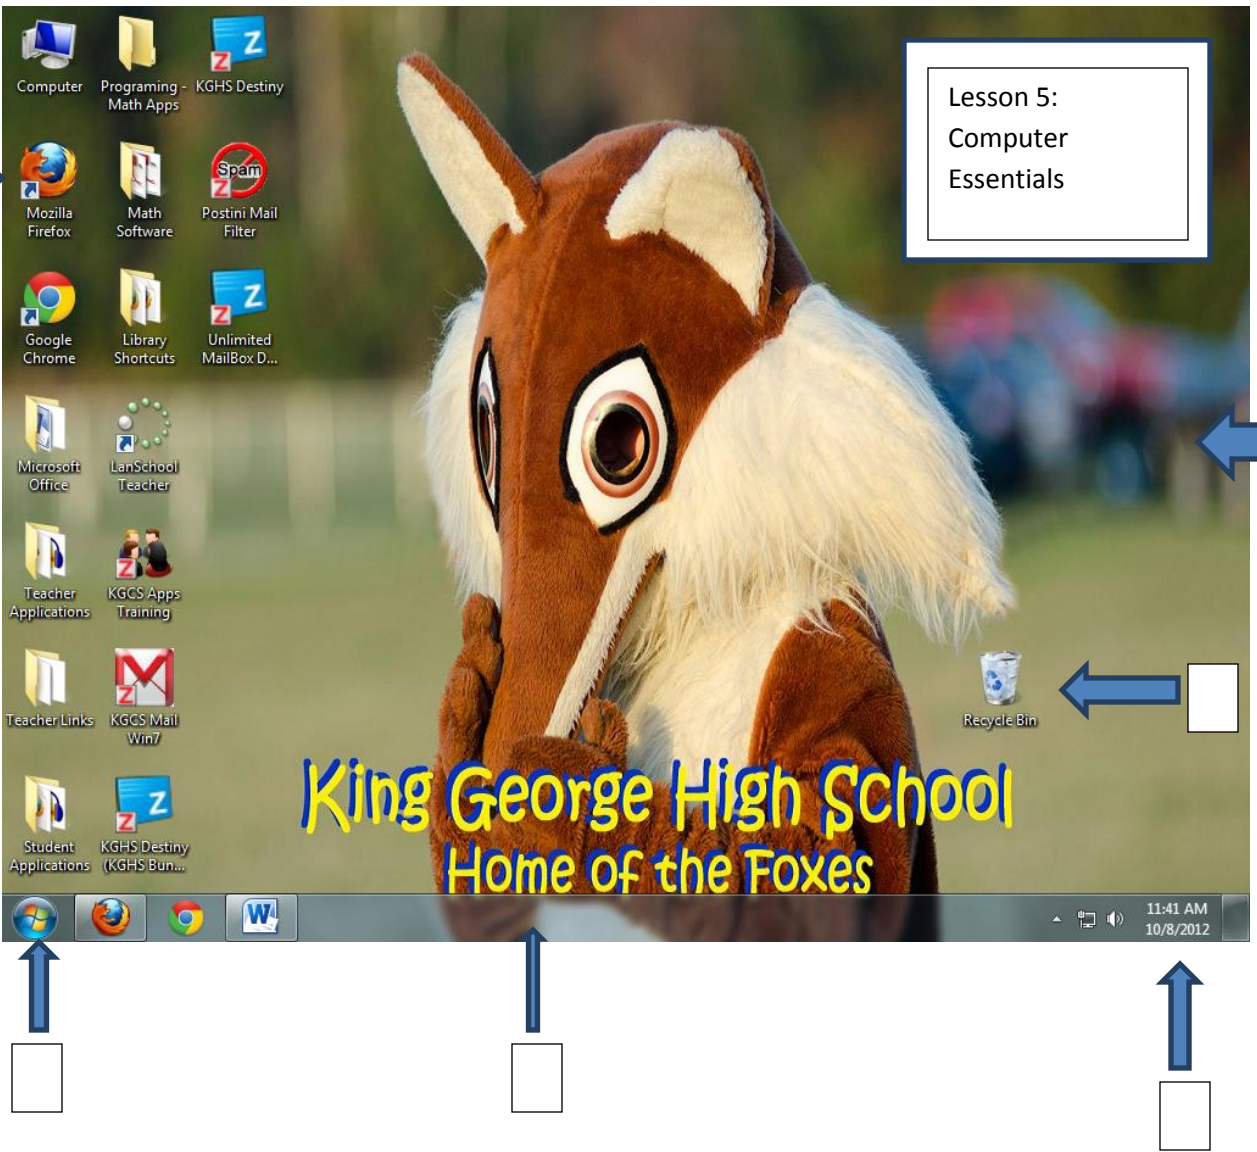 Computer
Programing -
Math Apps
KGHS Destiny
Mozilla
Firefox
Math
Software
Spam
Postini Mail
Filter
Google
Chrome
Library
Shortcuts
Unlimited
MailBox D...
Microsoft
Office
LanSchool
Teacher
Teacher
Applications
KGCS Apps
Training
Teacher Links
KGCS Mail
Win7
Student
Applications
KGHS Destiny
(KGHS Bun...
Lesson 5:
Computer
Essentials
Recycle Bin
King George High School
Home of the Foxes
11:41 AM
10/8/2012
Z
Z
Z
Z
Z
Z
Z
Z
Z
Z
W